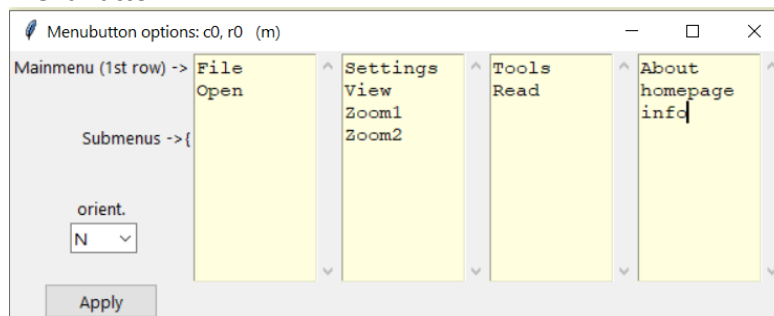 Menubutton options: c0, r0 (m)
Mainmenu (1st row) -> File Settings Tools About
Open View Read homepage
Zoom1 info
Submenus ->{ Zoom2
orient.
N
Apply